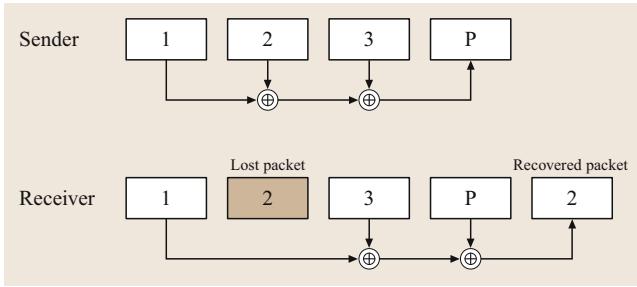 Sender 1 2 3 P
⊕ ⊕
Lost packet Recovered packet
Receiver 1 2 3 P 2
⊕ ⊕